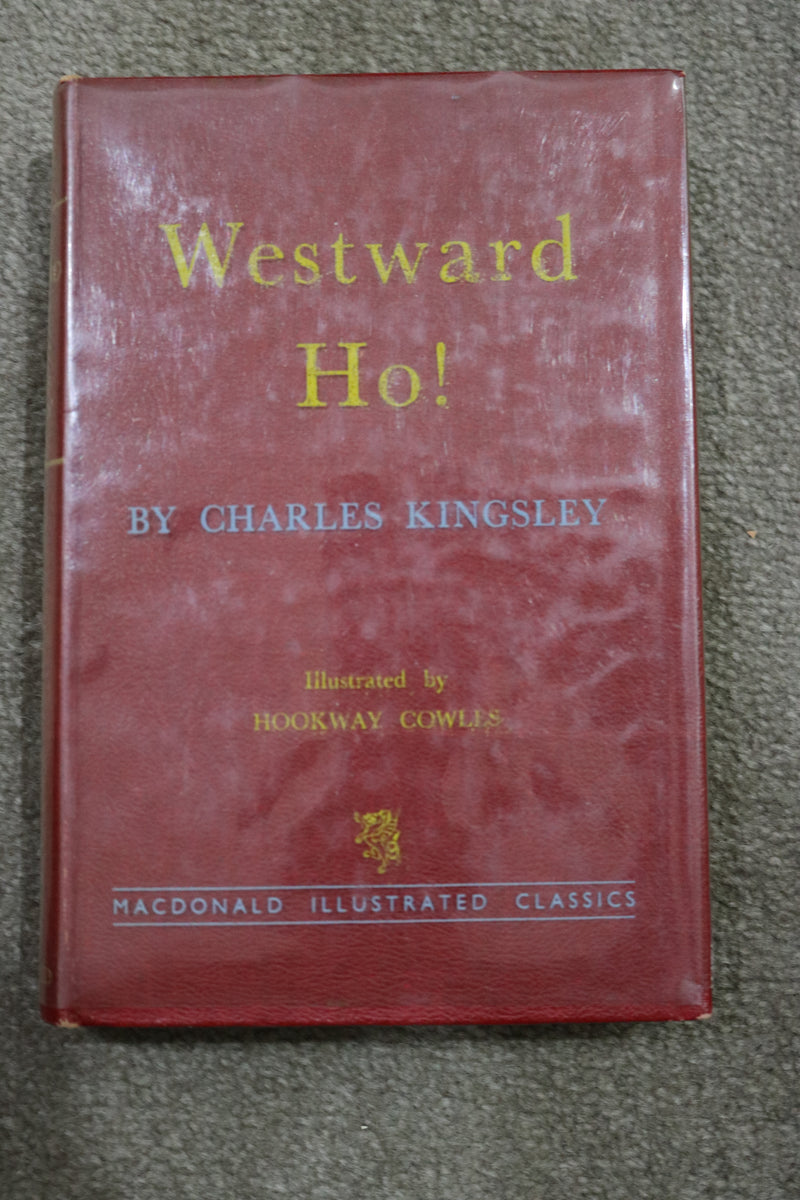 Westward
Ho!
BY CHARLES KINGSLEY
Illustrated by
HOOKWAY COWLES
MACDONALD ILLUSTRATED CLASSICS